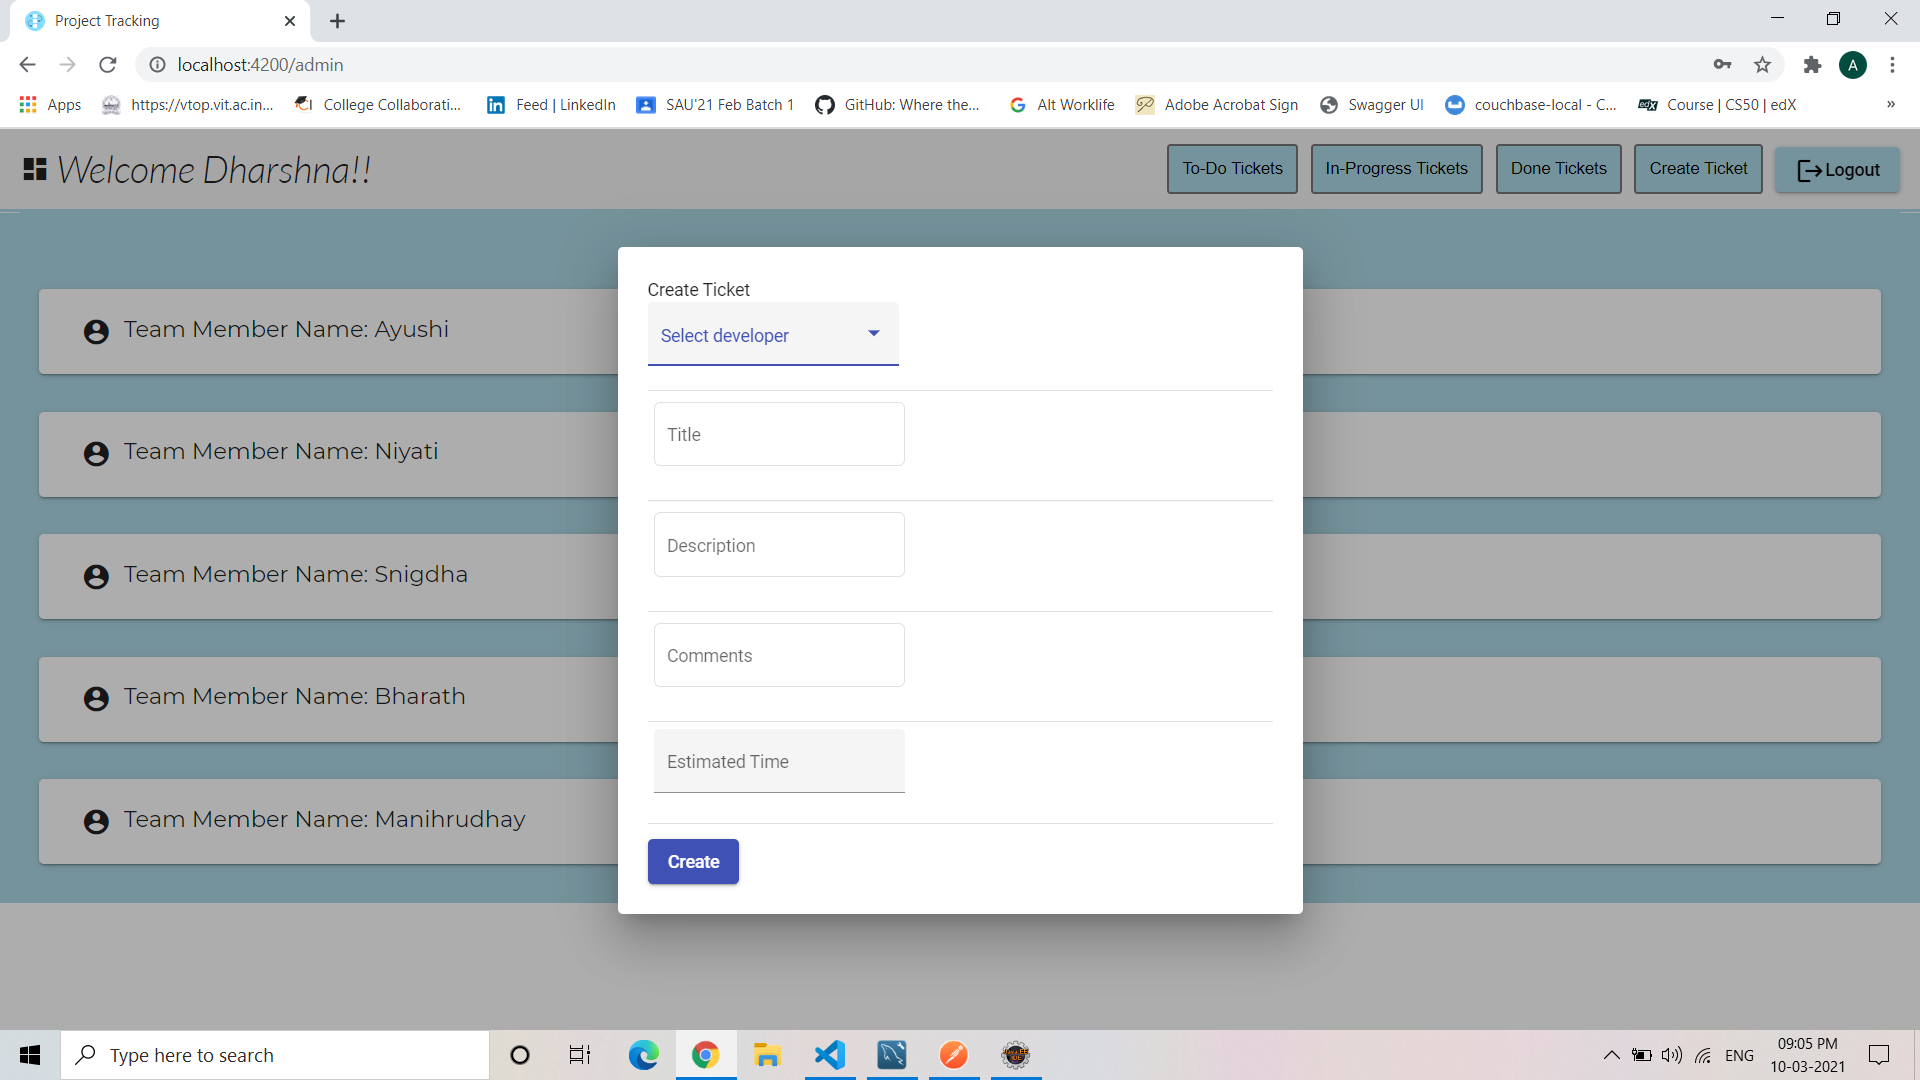 Project Tracking
localhost:4200/admin
A
Apps https://vtop.vit.ac.in... College Collaborati... Feed | LinkedIn SAU'21 Feb Batch 1 GitHub: Where the... Alt Worklife Adobe Acrobat Sign Swagger UI couchbase-local - C... edX Course | CS50 | edX »
Welcome Dharshna!! To-Do Tickets In-Progress Tickets Done Tickets Create Ticket Logout
Create Ticket
Select developer
Title
Description
Comments
Estimated Time
Create
Team Member Name: Ayushi
Team Member Name: Niyati
Team Member Name: Snigdha
Team Member Name: Bharath
Team Member Name: Manihrudhay
Type here to search
ENG
09:05 PM
10-03-2021